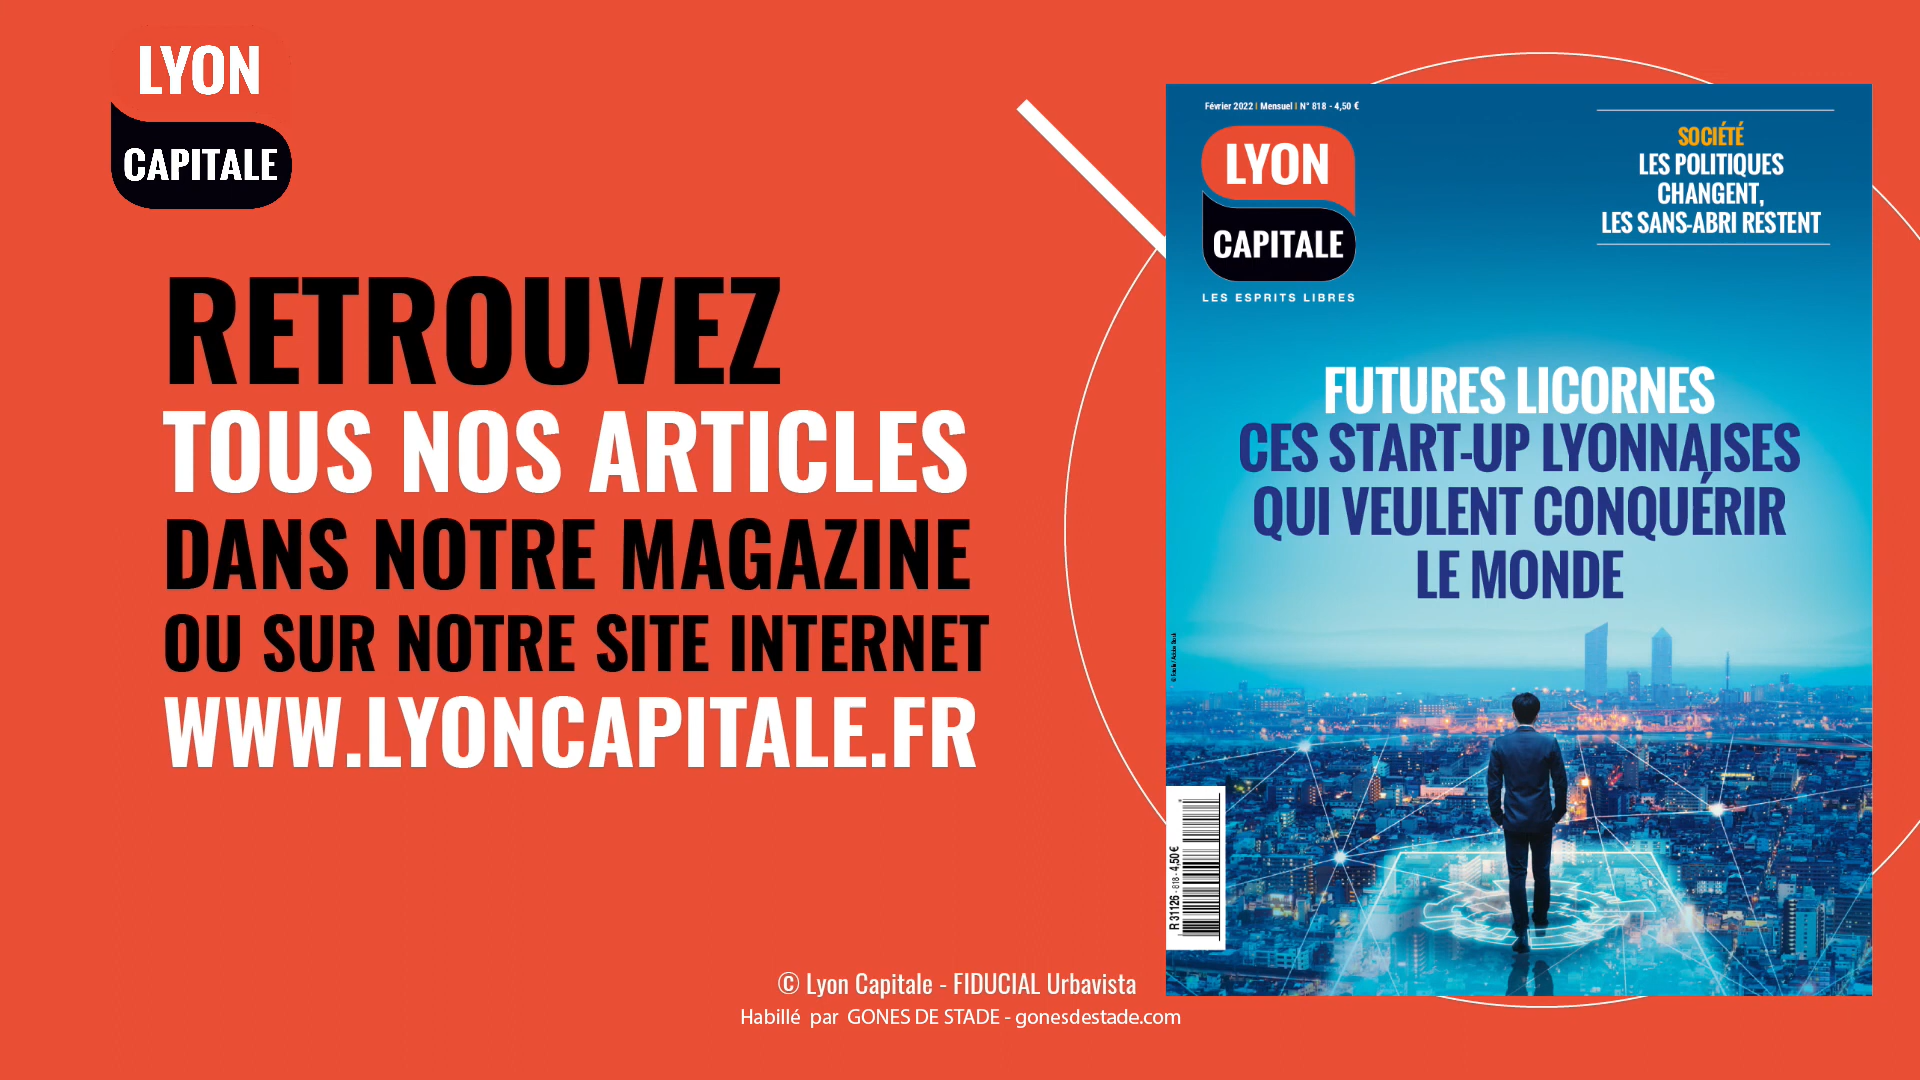 LYON
CAPITALE
RETROUVEZ
TOUS NOS ARTICLES
DANS NOTRE MAGAZINE
OU SUR NOTRE SITE INTERNET
WWW.LYONCAPITALE.FR
Février 2022 I Mensuel I N° 818 - 4,50 €
LYON
CAPITALE
LES ESPRITS LIBRES
SOCIÉTÉ
LES POLITIQUES
CHANGENT,
LES SANS-ABRI RESTENT
FUTURES LICORNES
CES START-UP LYONNAISES
QUI VEULENT CONQUÉRIR
LE MONDE
R 31126 - 818 - 4,50 €
© Lyon Capitale - FIDUCIAL Urbavista
Habillé par GONES DE STADE - gonesdestade.com